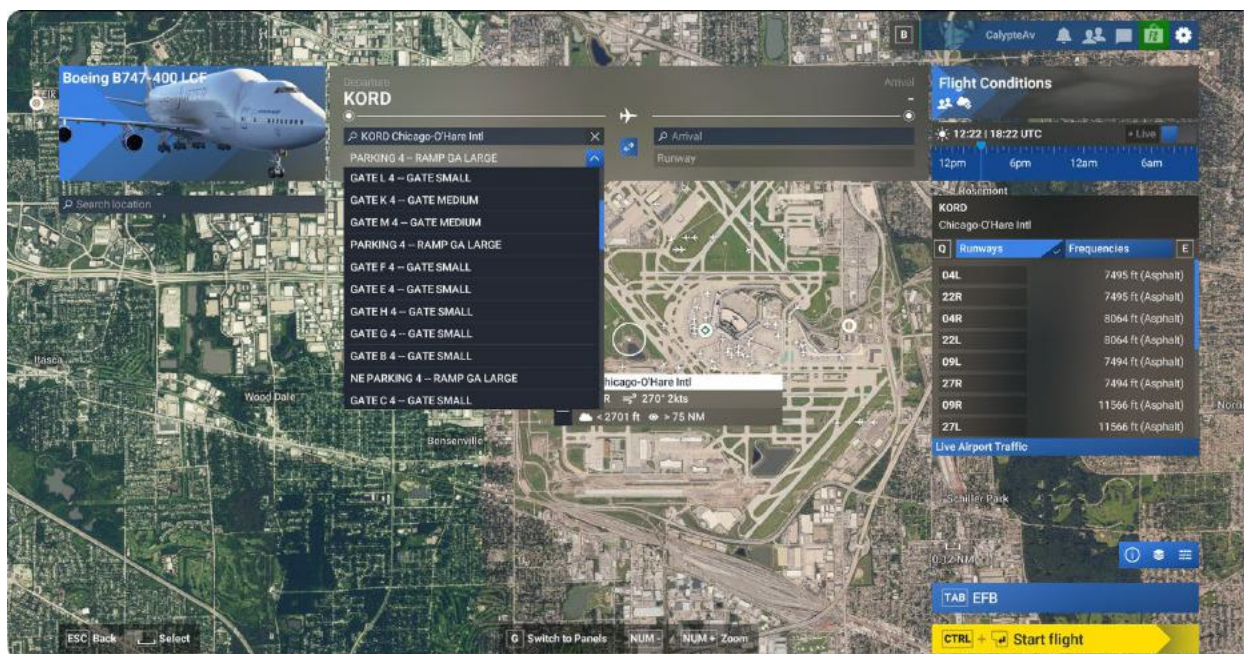 B
CalypteAv
Boeing B747-400 LCF
Departure
KORD
Arrival
-
KORD Chicago-O'Hare Intl
Arrival
PARKING 4 – RAMP GA LARGE
Runway
Search location
GATE L 4 – GATE SMALL
GATE K 4 – GATE MEDIUM
GATE M 4 – GATE MEDIUM
PARKING 4 – RAMP GA LARGE
GATE F 4 – GATE SMALL
GATE E 4 – GATE SMALL
GATE H 4 – GATE SMALL
GATE G 4 – GATE SMALL
GATE B 4 – GATE SMALL
NE PARKING 4 – RAMP GA LARGE
GATE C 4 – GATE SMALL
hicago-O'Hare Intl
R 270° 2kts
< 2701 ft > 75 NM
Flight Conditions
12:22 | 18:22 UTC
Live
12pm 6pm 12am 6am
Rosemont
KORD
Chicago-O'Hare Intl
Q Runways Frequencies E
04L 7495 ft (Asphalt)
22R 7495 ft (Asphalt)
04R 8064 ft (Asphalt)
22L 8064 ft (Asphalt)
09L 7494 ft (Asphalt)
27R 7494 ft (Asphalt)
09R 11566 ft (Asphalt)
27L 11566 ft (Asphalt)
Live Airport Traffic
Itasca
Wood Dale
Bensenville
Schiller Park
0.12 NM
TAB EFB
CTRL + Start flight
ESC Back Select
G Switch to Panels NUM - / NUM + Zoom